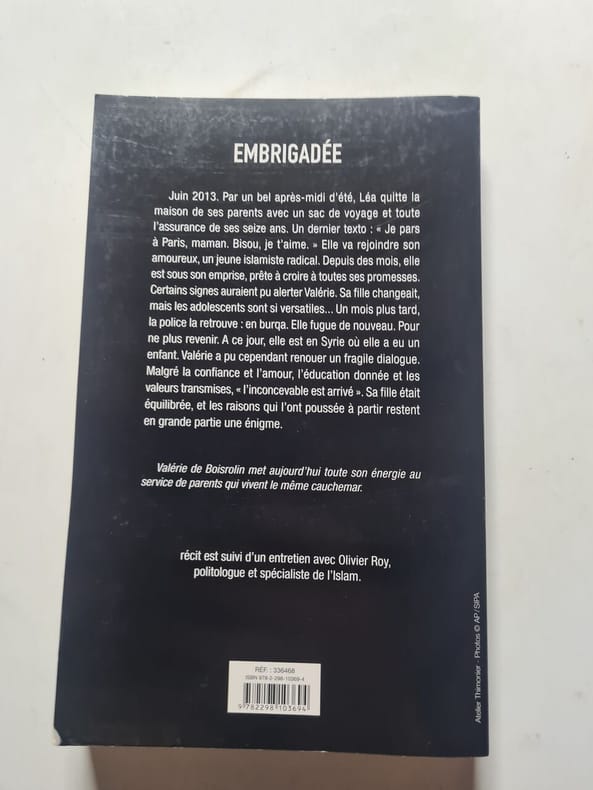 EMBRIGADÉE
Juin 2013. Par un bel après-midi d'été, Léa quitte la
maison de ses parents avec un sac de voyage et toute
l'assurance de ses seize ans. Un dernier texto : « Je pars
à Paris, maman. Bisou, je t'aime. » Elle va rejoindre son
amoureux, un jeune islamiste radical. Depuis des mois, elle
est sous son emprise, prête à croire à toutes ses promesses.
Certains signes auraient pu alerter Valérie. Sa fille changeait,
mais les adolescents sont si versatiles... Un mois plus tard,
la police la retrouve : en burqa. Elle fugue de nouveau. Pour
ne plus revenir. A ce jour, elle est en Syrie où elle a eu un
enfant. Valérie a pu cependant renouer un fragile dialogue.
Malgré la confiance et l'amour, l'éducation donnée et les
valeurs transmises, « l'inconcevable est arrivé ». Sa fille était
équilibrée, et les raisons qui l'ont poussée à partir restent
en grande partie une énigme.
Valérie de Boisrolin met aujourd'hui toute son énergie au
service de parents qui vivent le même cauchemar.
récit est suivi d'un entretien avec Olivier Roy,
politologue et spécialiste de l'Islam.
RÉF. : 336468
ISBN 978-2-298-10369-4
9 782298 103694
Atelier Thimonier - Photos © AP / SIPA